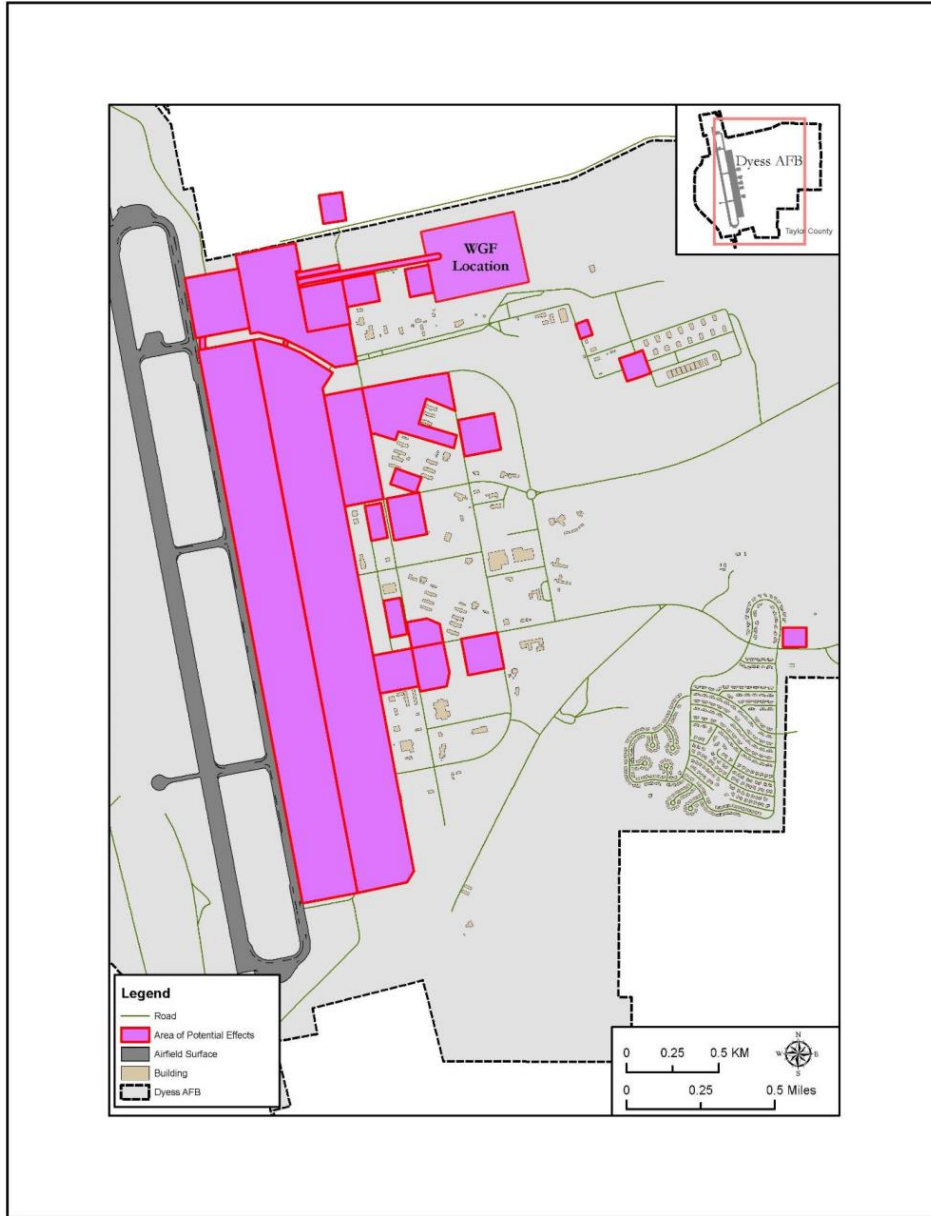 Dyess AFB
Taylor County
WGF
Location
Legend
Road
Area of Potential Effects
Airfield Surface
Building
Dyess AFB
0 0.25 0.5 KM
0 0.25 0.5 Miles
N
W E
S